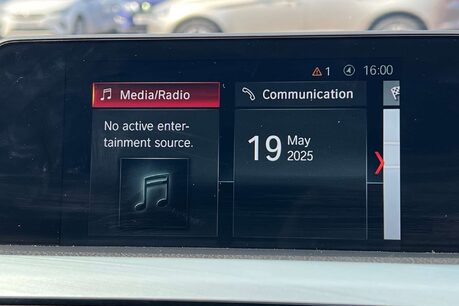 1 16:00
Media/Radio
No active enter-
tainment source.
Communication
19 May
2025